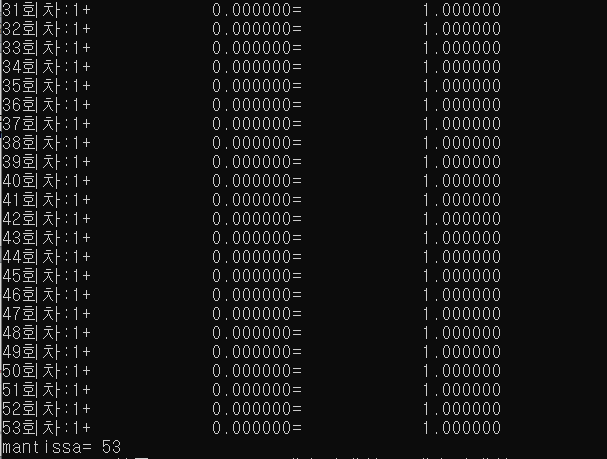 31회차:1+ 0.000000= 1.000000
32회차:1+ 0.000000= 1.000000
33회차:1+ 0.000000= 1.000000
34회차:1+ 0.000000= 1.000000
35회차:1+ 0.000000= 1.000000
36회차:1+ 0.000000= 1.000000
37회차:1+ 0.000000= 1.000000
38회차:1+ 0.000000= 1.000000
39회차:1+ 0.000000= 1.000000
40회차:1+ 0.000000= 1.000000
41회차:1+ 0.000000= 1.000000
42회차:1+ 0.000000= 1.000000
43회차:1+ 0.000000= 1.000000
44회차:1+ 0.000000= 1.000000
45회차:1+ 0.000000= 1.000000
46회차:1+ 0.000000= 1.000000
47회차:1+ 0.000000= 1.000000
48회차:1+ 0.000000= 1.000000
49회차:1+ 0.000000= 1.000000
50회차:1+ 0.000000= 1.000000
51회차:1+ 0.000000= 1.000000
52회차:1+ 0.000000= 1.000000
53회차:1+ 0.000000= 1.000000
mantissa= 53